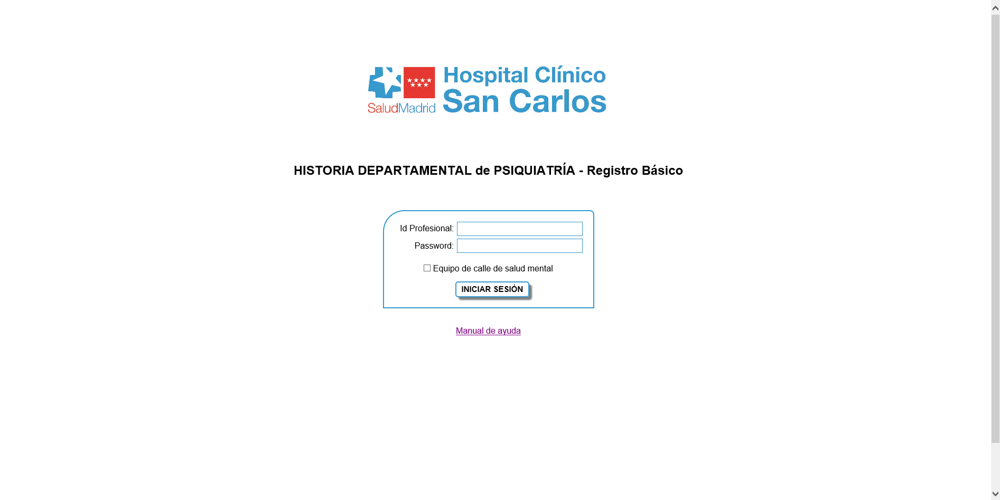 Hospital Clínico
San Carlos
SaludMadrid
HISTORIA DEPARTAMENTAL de PSIQUIATRÍA - Registro Básico
Id Profesional:
Password:
Equipo de calle de salud mental
INICIAR SESIÓN
Manual de ayuda